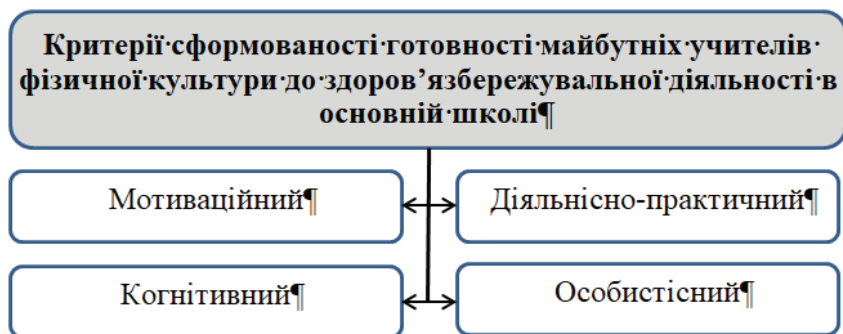 Критерії·сформованості·готовності·майбутніх·учителів·
фізичної·культури·до·здоров’язбережувальної·діяльності·в·
основній·школі¶
Мотиваційний¶
Діяльнісно-практичний¶
Когнітивний¶
Особистісний¶